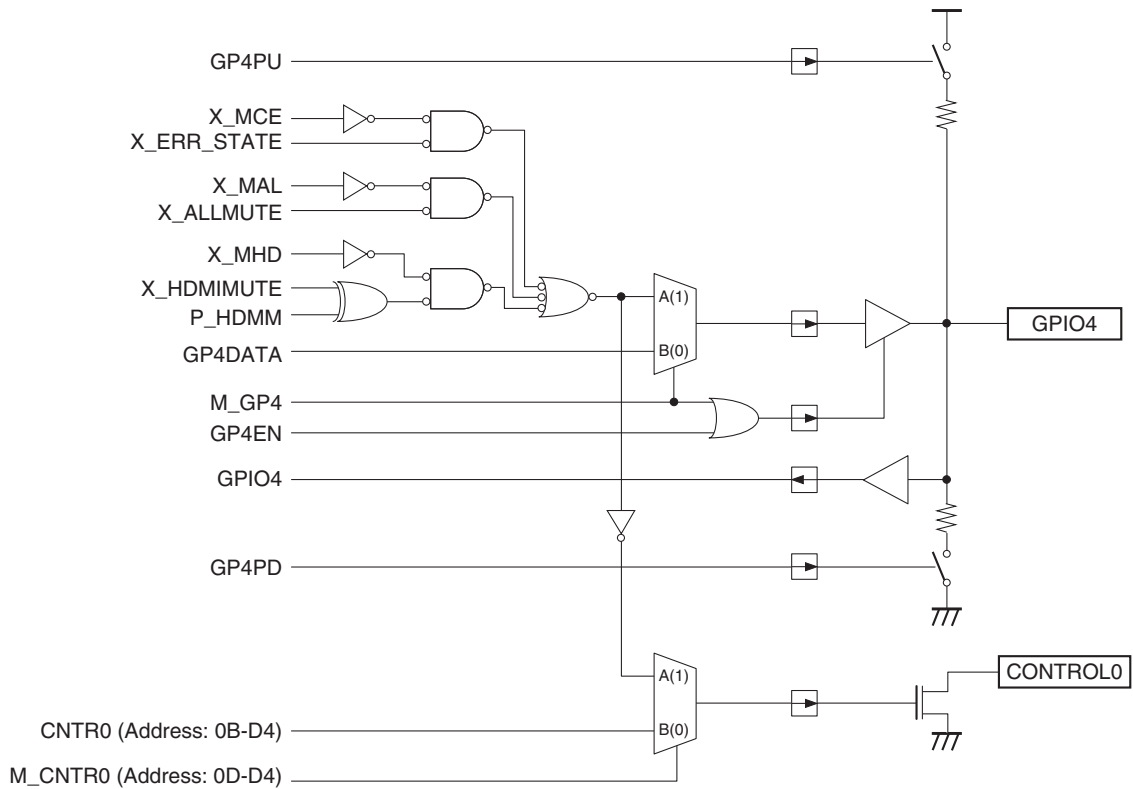 GP4PU
X_MCE
X_ERR_STATE
X_MAL
X_ALLMUTE
X_MHD
X_HDMIMUTE
P_HDMM
A(1)
GPIO4
GP4DATA
B(0)
M_GP4
GP4EN
GPIO4
GP4PD
A(1)
CONTROL0
CNTR0 (Address: 0B-D4)
B(0)
M_CNTR0 (Address: 0D-D4)